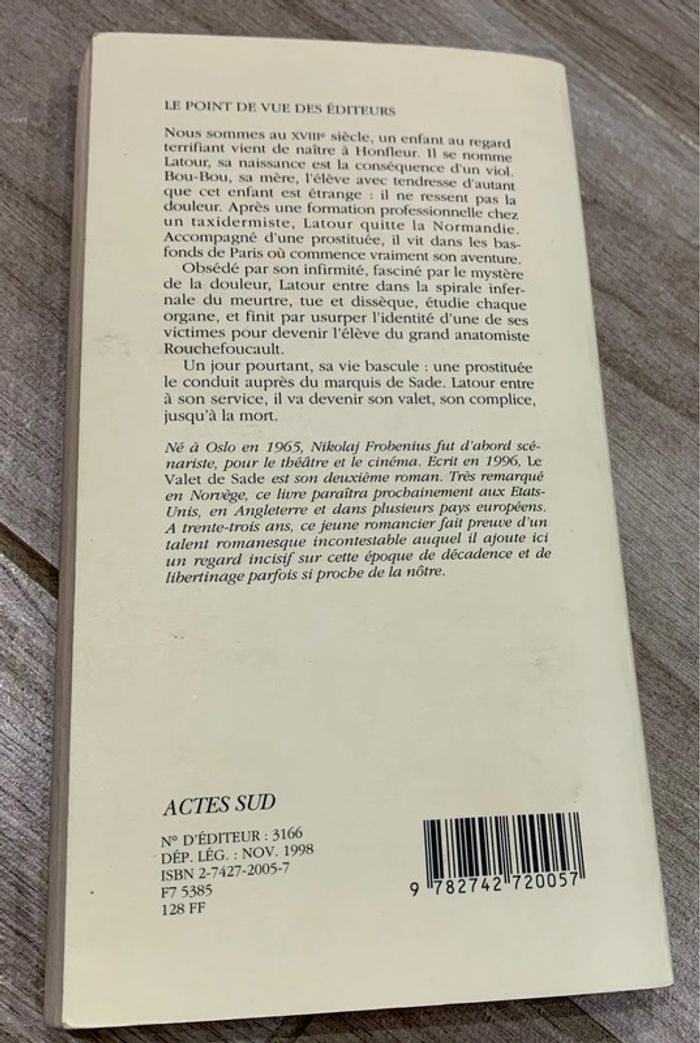 LE POINT DE VUE DES ÉDITEURS
Nous sommes au XVIIIe siècle, un enfant au regard
terrifiant vient de naître à Honfleur. Il se nomme
Latour, sa naissance est la conséquence d'un viol.
Bou-Bou, sa mère, l'élève avec tendresse d'autant
que cet enfant est étrange : il ne ressent pas la
douleur. Après une formation professionnelle chez
un taxidermiste, Latour quitte la Normandie.
Accompagné d'une prostituée, il vit dans les bas-
fonds de Paris où commence vraiment son aventure.
Obsédé par son infirmité, fasciné par le mystère
de la douleur, Latour entre dans la spirale infer-
nale du meurtre, tue et dissèque, étudie chaque
organe, et finit par usurper l'identité d'une de ses
victimes pour devenir l'élève du grand anatomiste
Rouchefoucault.
Un jour pourtant, sa vie bascule : une prostituée
le conduit auprès du marquis de Sade. Latour entre
à son service, il va devenir son valet, son complice,
jusqu'à la mort.
Né à Oslo en 1965, Nikolaj Frobenius fut d'abord scé-
nariste, pour le théâtre et le cinéma. Ecrit en 1996, Le
Valet de Sade est son deuxième roman. Très remarqué
en Norvège, ce livre paraîtra prochainement aux Etats-
Unis, en Angleterre et dans plusieurs pays européens.
A trente-trois ans, ce jeune romancier fait preuve d'un
talent romanesque incontestable auquel il ajoute ici
un regard incisif sur cette époque de décadence et de
libertinage parfois si proche de la nôtre.
ACTES SUD
N° D'ÉDITEUR : 3166
DÉP. LÉG. : NOV. 1998
ISBN 2-7427-2005-7
F7 5385
128 FF
9 782742 720057